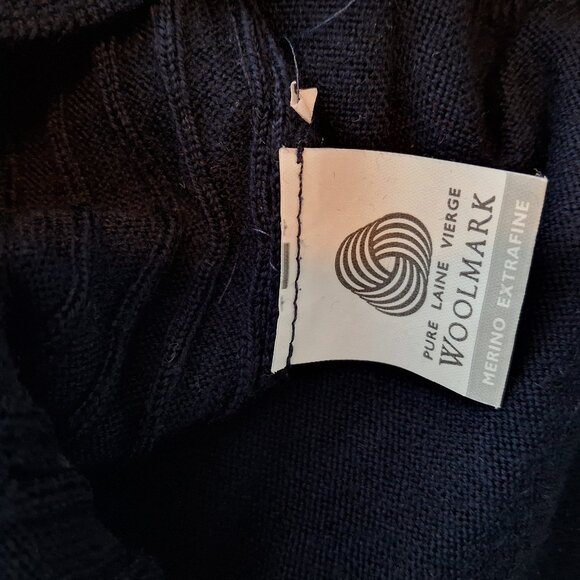 PURE LAINE VIERGE
WOOLMARK
MERINO EXTRAFINE